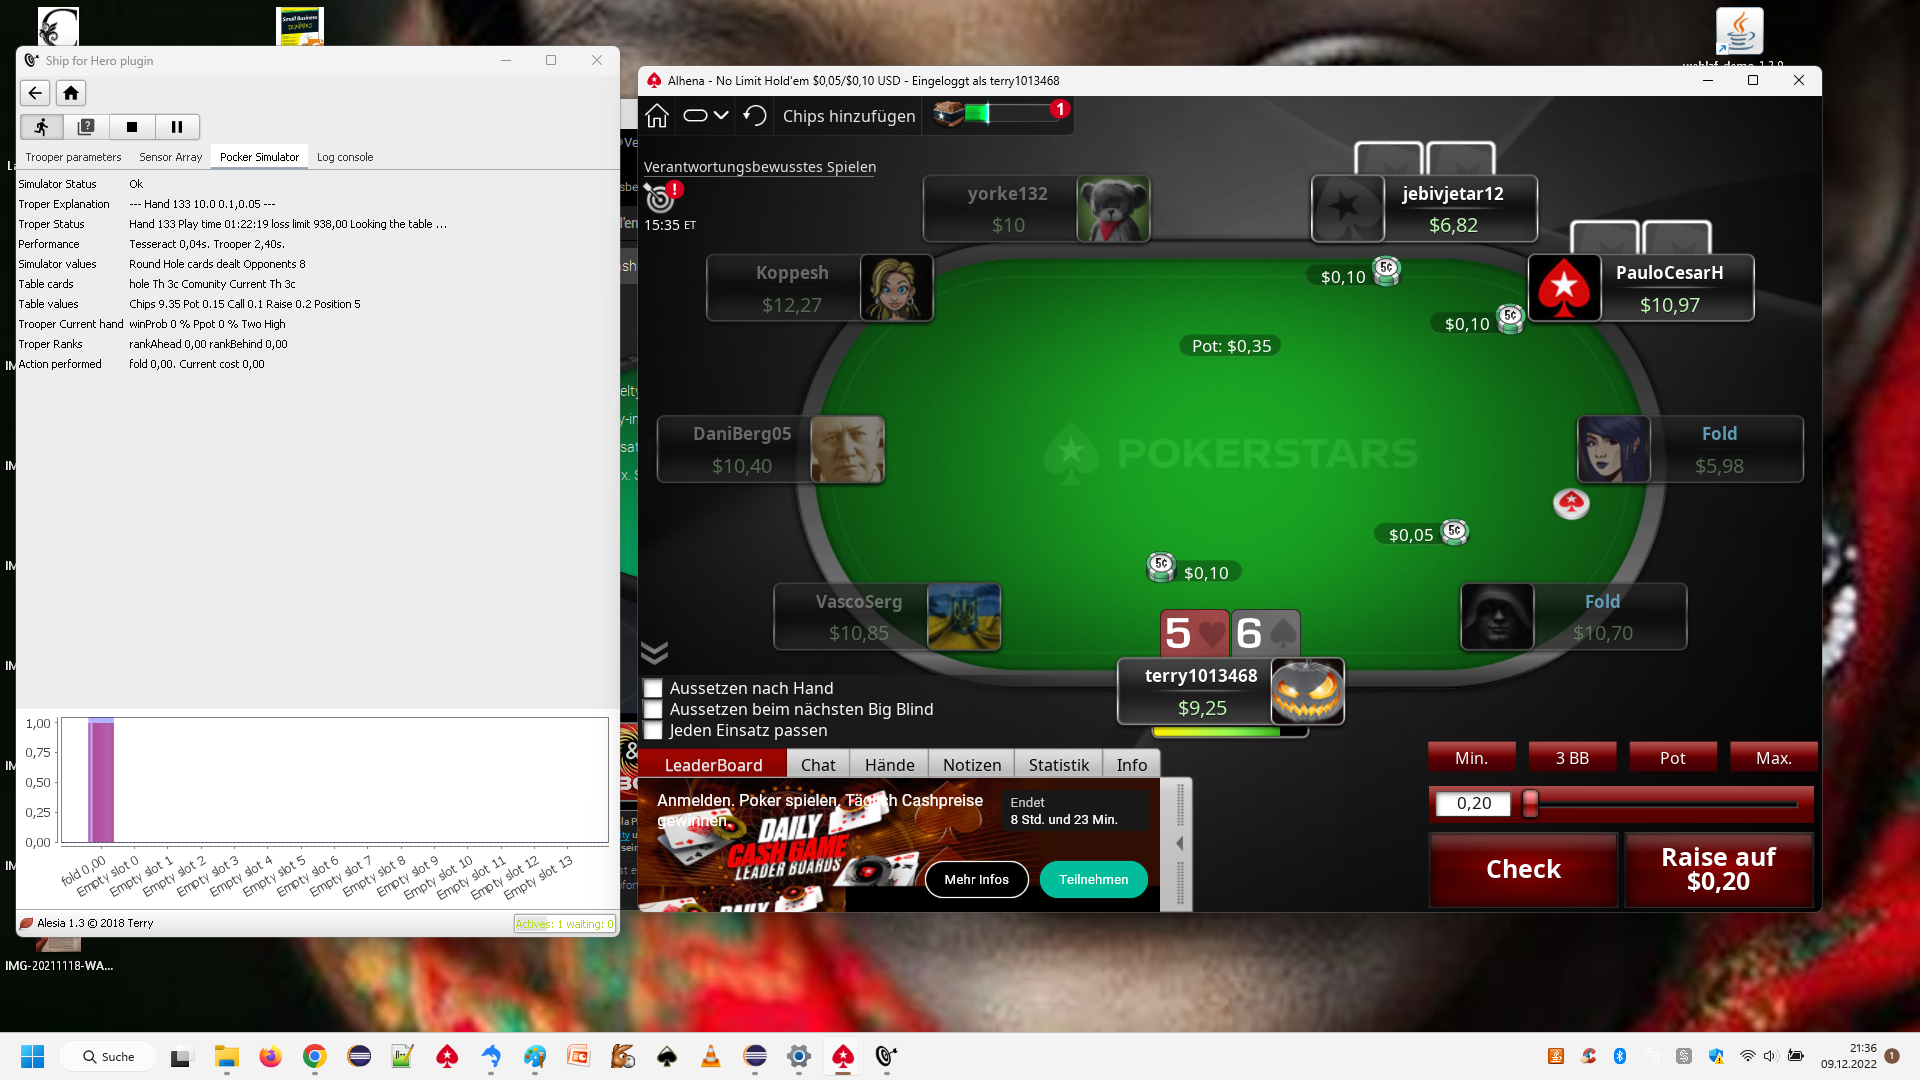 Small Business
DUMMIES
Ship for Hero plugin
Trooper parameters
Sensor Array
Pocker Simulator
Log console
Simulator Status Ok
Troper Explanation --- Hand 133 10.0 0.1,0.05 ---
Troper Status Hand 133 Play time 01:22:19 loss limit 938,00 Looking the table ...
Performance Tesseract 0,04s. Trooper 2,40s.
Simulator values Round Hole cards dealt Opponents 8
Table cards hole Th 3c Comunity Current Th 3c
Table values Chips 9.35 Pot 0.15 Call 0.1 Raise 0.2 Position 5
Trooper Current hand winProb 0 % Ppot 0 % Two High
Troper Ranks rankAhead 0,00 rankBehind 0,00
Action performed fold 0,00. Current cost 0,00
1,00
0,75
0,50
0,25
0,00
fold 0,00
Empty slot 0
Empty slot 1
Empty slot 2
Empty slot 3
Empty slot 4
Empty slot 5
Empty slot 6
Empty slot 7
Empty slot 8
Empty slot 9
Empty slot 10
Empty slot 11
Empty slot 12
Empty slot 13
Alesia 1.3 © 2018 Terry
Actives: 1 waiting: 0
IMG-20211118-WA...
Alhena - No Limit Hold'em $0,05/$0,10 USD - Eingeloggt als terry1013468
Chips hinzufügen
1
Verantwortungsbewusstes Spielen
!
15:35 ET
yorke132
$10
jebivjetar12
$6,82
Koppesh
$12,27
PauloCesarH
$10,97
$0,10 5¢
$0,10 5¢
Pot: $0,35
DaniBerg05
$10,40
POKERSTARS
Fold
$5,98
$0,05 5¢
5¢ $0,10
VascoSerg
$10,85
5 6
Fold
$10,70
terry1013468
$9,25
Aussetzen nach Hand
Aussetzen beim nächsten Big Blind
Jeden Einsatz passen
LeaderBoard
Chat
Hände
Notizen
Statistik
Info
Anmelden. Poker spielen. Täglich Cashpreise
gewinnen.
Endet
8 Std. und 23 Min.
DAILY
CASH GAME
LEADER BOARDS
DAILY
Mehr Infos
Teilnehmen
Min.
3 BB
Pot
Max.
0,20
Check
Raise auf
$0,20
Suche
21:36
09.12.2022
1